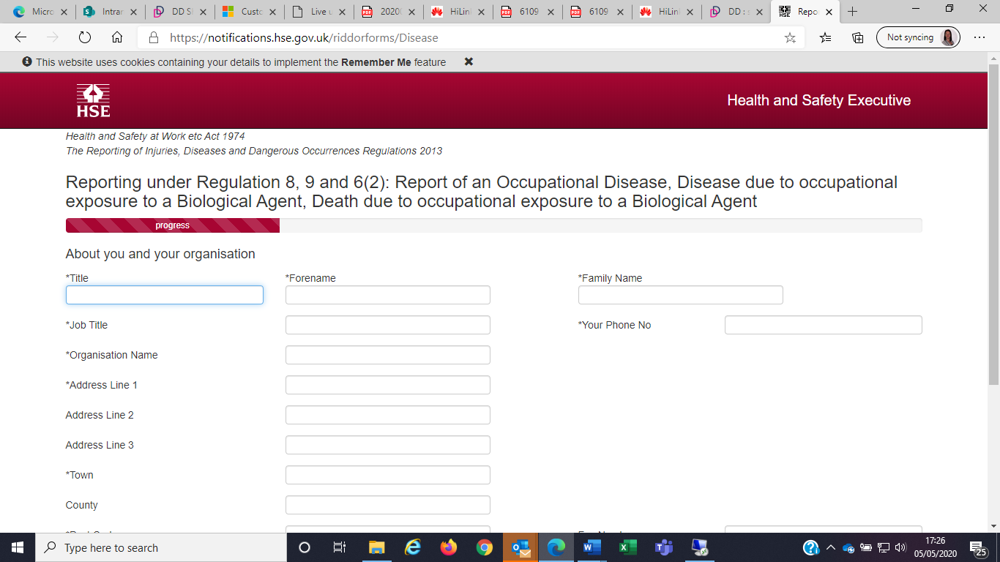 Micro
Intrar
DD SI
Custo
Live u
PDF
2020
HiLin
PDF
6109
PDF
6109
HiLin
DD : s
HSE
Repo
https://notifications.hse.gov.uk/riddorforms/Disease
Not syncing
This website uses cookies containing your details to implement the Remember Me feature
HSE
Health and Safety Executive
Health and Safety at Work etc Act 1974
The Reporting of Injuries, Diseases and Dangerous Occurrences Regulations 2013
Reporting under Regulation 8, 9 and 6(2): Report of an Occupational Disease, Disease due to occupational
exposure to a Biological Agent, Death due to occupational exposure to a Biological Agent
progress
About you and your organisation
*Title *Forename *Family Name
*Job Title *Your Phone No
*Organisation Name
*Address Line 1
Address Line 2
Address Line 3
*Town
County
Type here to search
17:26
05/05/2020
25